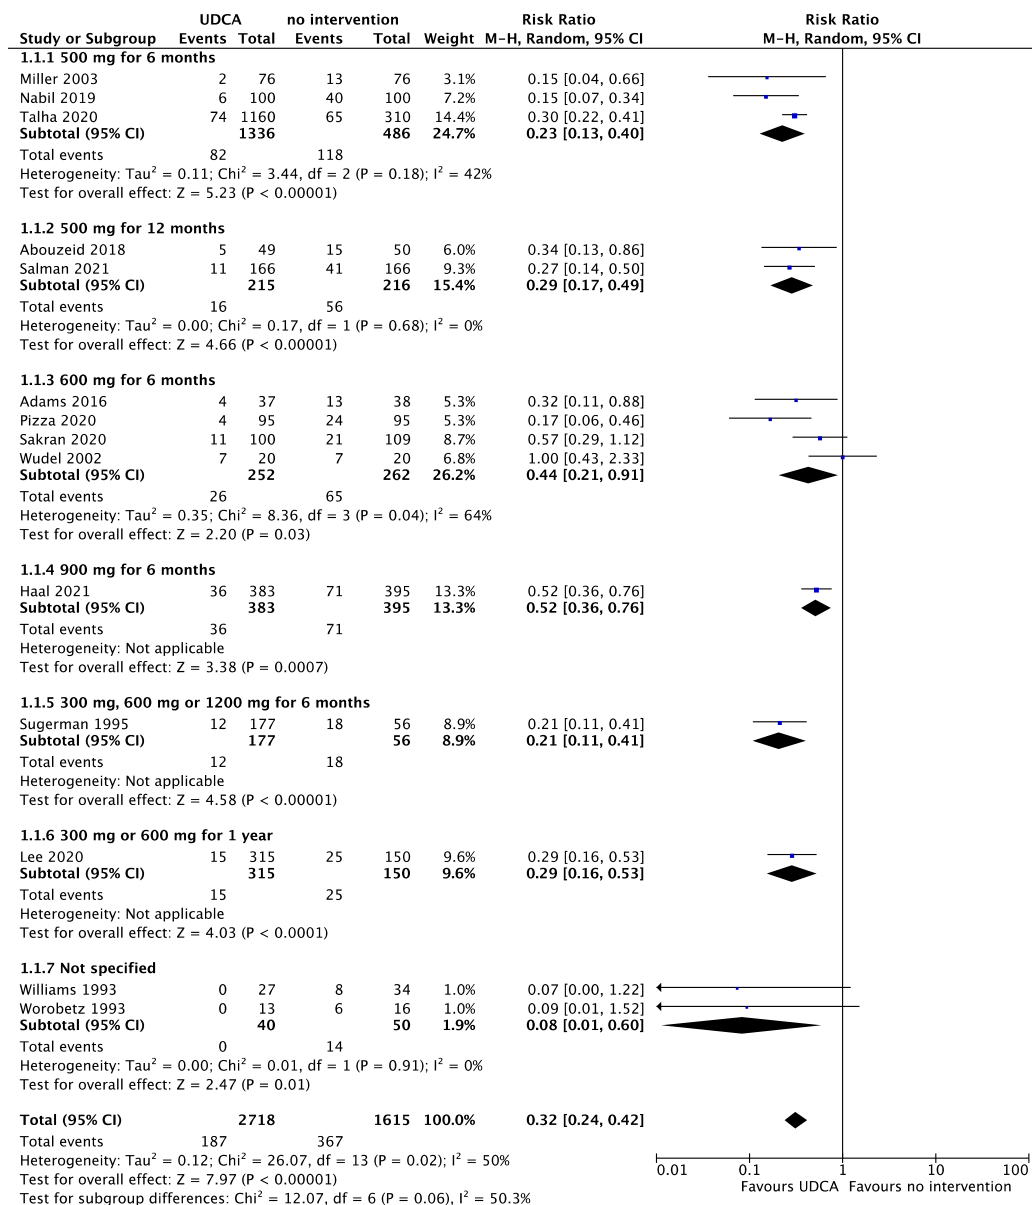 UDCA no intervention Risk Ratio Risk Ratio
Study or Subgroup Events Total Events Total Weight M-H, Random, 95% CI M-H, Random, 95% CI
1.1.1 500 mg for 6 months
Miller 2003 2 76 13 76 3.1% 0.15 [0.04, 0.66]
Nabil 2019 6 100 40 100 7.2% 0.15 [0.07, 0.34]
Talha 2020 74 1160 65 310 14.4% 0.30 [0.22, 0.41]
Subtotal (95% CI) 1336 486 24.7% 0.23 [0.13, 0.40]
Total events 82 118
Heterogeneity: Tau² = 0.11; Chi² = 3.44, df = 2 (P = 0.18); I² = 42%
Test for overall effect: Z = 5.23 (P < 0.00001)
1.1.2 500 mg for 12 months
Abouzeid 2018 5 49 15 50 6.0% 0.34 [0.13, 0.86]
Salman 2021 11 166 41 166 9.3% 0.27 [0.14, 0.50]
Subtotal (95% CI) 215 216 15.4% 0.29 [0.17, 0.49]
Total events 16 56
Heterogeneity: Tau² = 0.00; Chi² = 0.17, df = 1 (P = 0.68); I² = 0%
Test for overall effect: Z = 4.66 (P < 0.00001)
1.1.3 600 mg for 6 months
Adams 2016 4 37 13 38 5.3% 0.32 [0.11, 0.88]
Pizza 2020 4 95 24 95 5.3% 0.17 [0.06, 0.46]
Sakran 2020 11 100 21 109 8.7% 0.57 [0.29, 1.12]
Wudel 2002 7 20 7 20 6.8% 1.00 [0.43, 2.33]
Subtotal (95% CI) 252 262 26.2% 0.44 [0.21, 0.91]
Total events 26 65
Heterogeneity: Tau² = 0.35; Chi² = 8.36, df = 3 (P = 0.04); I² = 64%
Test for overall effect: Z = 2.20 (P = 0.03)
1.1.4 900 mg for 6 months
Haal 2021 36 383 71 395 13.3% 0.52 [0.36, 0.76]
Subtotal (95% CI) 383 395 13.3% 0.52 [0.36, 0.76]
Total events 36 71
Heterogeneity: Not applicable
Test for overall effect: Z = 3.38 (P = 0.0007)
1.1.5 300 mg, 600 mg or 1200 mg for 6 months
Sugerman 1995 12 177 18 56 8.9% 0.21 [0.11, 0.41]
Subtotal (95% CI) 177 56 8.9% 0.21 [0.11, 0.41]
Total events 12 18
Heterogeneity: Not applicable
Test for overall effect: Z = 4.58 (P < 0.00001)
1.1.6 300 mg or 600 mg for 1 year
Lee 2020 15 315 25 150 9.6% 0.29 [0.16, 0.53]
Subtotal (95% CI) 315 150 9.6% 0.29 [0.16, 0.53]
Total events 15 25
Heterogeneity: Not applicable
Test for overall effect: Z = 4.03 (P < 0.0001)
1.1.7 Not specified
Williams 1993 0 27 8 34 1.0% 0.07 [0.00, 1.22]
Worobetz 1993 0 13 6 16 1.0% 0.09 [0.01, 1.52]
Subtotal (95% CI) 40 50 1.9% 0.08 [0.01, 0.60]
Total events 0 14
Heterogeneity: Tau² = 0.00; Chi² = 0.01, df = 1 (P = 0.91); I² = 0%
Test for overall effect: Z = 2.47 (P = 0.01)
Total (95% CI) 2718 1615 100.0% 0.32 [0.24, 0.42]
Total events 187 367
Heterogeneity: Tau² = 0.12; Chi² = 26.07, df = 13 (P = 0.02); I² = 50%
Test for overall effect: Z = 7.97 (P < 0.00001)
Test for subgroup differences: Chi² = 12.07, df = 6 (P = 0.06), I² = 50.3%
0.01 0.1 1 10 100
Favours UDCA Favours no intervention